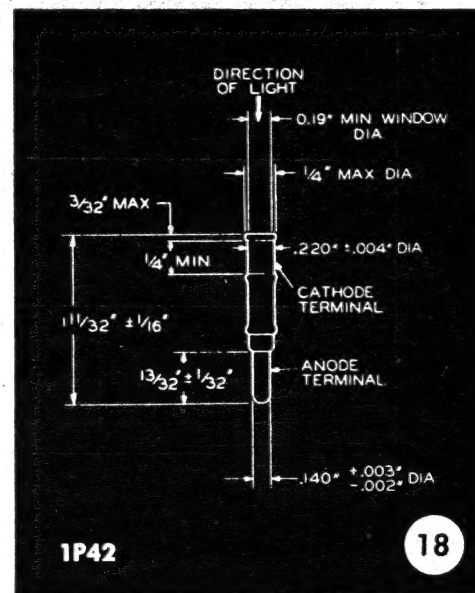 DIRECTION
OF LIGHT
0.19" MIN WINDOW
DIA
1/4" MAX DIA
3/32" MAX
.220" ±.004" DIA
1/4" MIN
CATHODE
TERMINAL
1 11/32" ± 1/16"
13/32" ± 1/32"
ANODE
TERMINAL
.140" +.003"
-.002" DIA
1P42
18